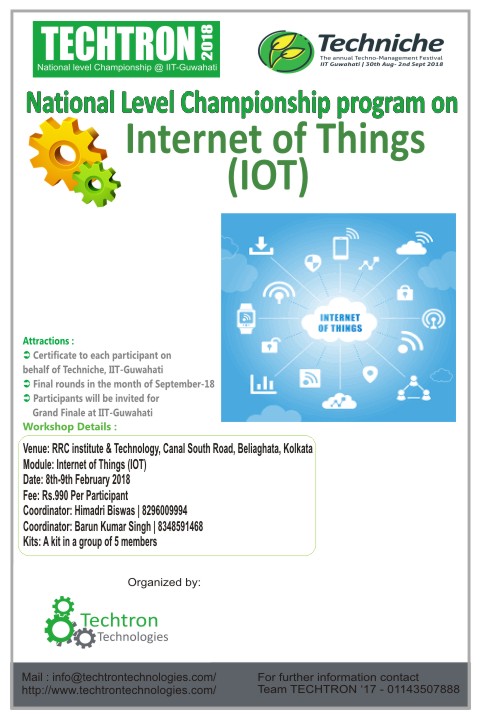 TECHTRON 2018
National level Championship @ IIT-Guwahati
Techniche
The annual Techno-Management Festival
IIT Guwahati | 30th Aug- 2nd Sept 2018
National Level Championship program on
Internet of Things
(IOT)
INTERNET
OF THINGS
Attractions :
Certificate to each participant on
behalf of Techniche, IIT-Guwahati
Final rounds in the month of September-18
Participants will be invited for
Grand Finale at IIT-Guwahati
Workshop Details :
Venue: RRC institute & Technology, Canal South Road, Beliaghata, Kolkata
Module: Internet of Things (IOT)
Date: 8th-9th February 2018
Fee: Rs.990 Per Participant
Coordinator: Himadri Biswas | 8296009994
Coordinator: Barun Kumar Singh | 8348591468
Kits: A kit in a group of 5 members
Organized by:
Techtron
Technologies
Mail : info@techtrontechnologies.com/
http://www.techtrontechnologies.com/
For further information contact
Team TECHTRON '17 - 01143507888